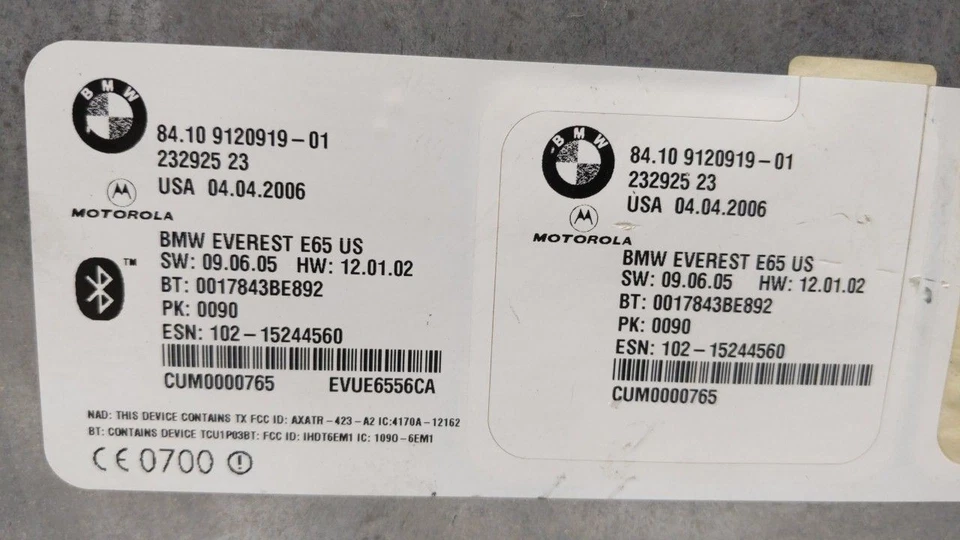 BMW
84.10 9120919-01
232925 23
USA 04.04.2006
MOTOROLA
BMW EVEREST E65 US
SW: 09.06.05 HW: 12.01.02
BT: 0017843BE892
PK: 0090
ESN: 102-15244560
CUM0000765 EVUE6556CA
NAD: THIS DEVICE CONTAINS TX FCC ID: AXATR-423-A2 IC:4170A-12162
BT: CONTAINS DEVICE TCU1P03BT: FCC ID: IHDT6EM1 IC: 1090-6EM1
CE 0700
TM
BMW
84.10 9120919-01
232925 23
USA 04.04.2006
MOTOROLA
BMW EVEREST E65 US
SW: 09.06.05 HW: 12.01.02
BT: 0017843BE892
PK: 0090
ESN: 102-15244560
CUM0000765